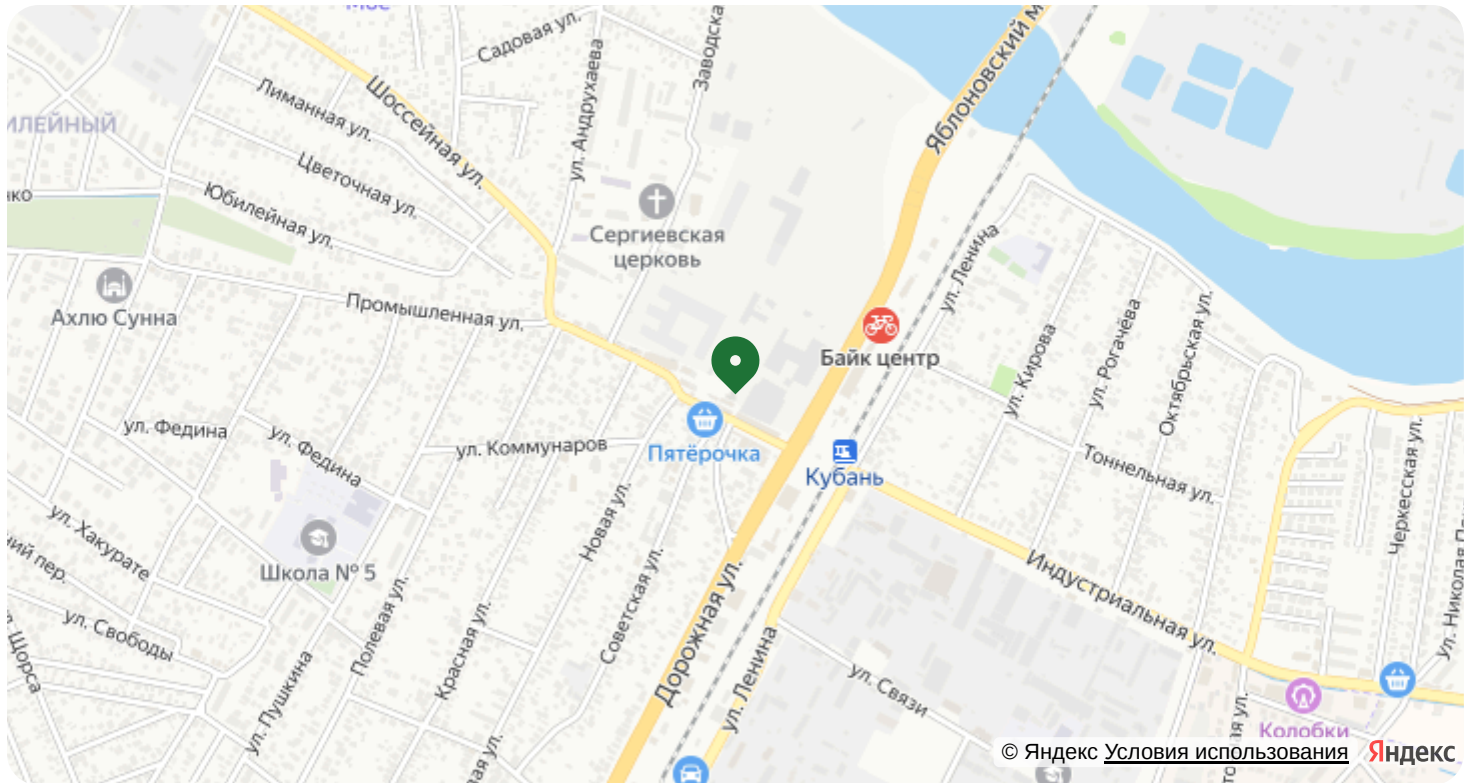 Садовая ул.
ул. Андрухаева
Шоссейная ул.
Лиманная ул.
Цветочная ул.
Юбилейная ул.
Яблоновский м
Сергиевская
церковь
ул. Ленина
Ахлю Сунна
Промышленная ул.
Байк центр
ул. Кирова
ул. Рогачёва
Октябрьская ул.
ул. Федина
ул. Федина
ул. Коммунаров
Пятёрочка
Кубань
Тоннельная ул.
Черкесская ул.
Новая ул.
ул. Хакурате
Школа № 5
Индустриальная ул.
ул. Свободы
Полевая ул.
Красная ул.
Советская ул.
Дорожная ул.
ул. Ленина
ул. Связи
ул. Пушкина
Колобки
© Яндекс Условия использования Яндекс